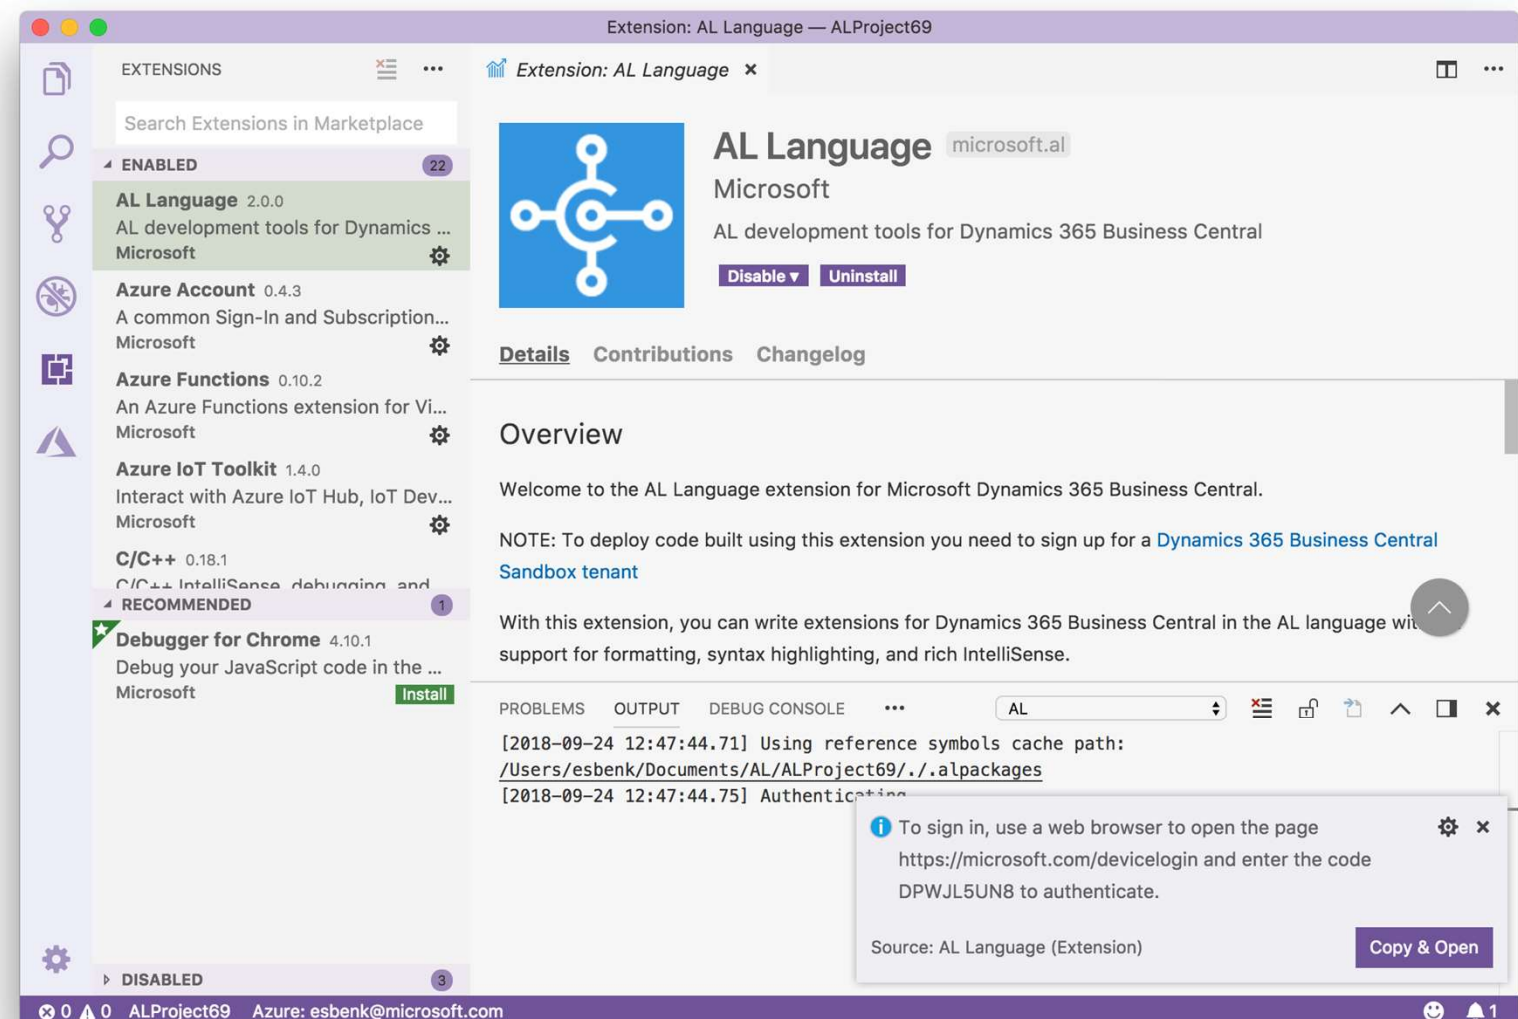 Extension: AL Language — ALProject69
EXTENSIONS
Search Extensions in Marketplace
ENABLED 22
AL Language 2.0.0
AL development tools for Dynamics ...
Microsoft
Azure Account 0.4.3
A common Sign-In and Subscription...
Microsoft
Azure Functions 0.10.2
An Azure Functions extension for Vi...
Microsoft
Azure IoT Toolkit 1.4.0
Interact with Azure IoT Hub, IoT Dev...
Microsoft
C/C++ 0.18.1
C/C++ IntelliSense, debugging, and
RECOMMENDED 1
Debugger for Chrome 4.10.1
Debug your JavaScript code in the ...
Microsoft Install
DISABLED 3
Extension: AL Language
AL Language microsoft.al
Microsoft
AL development tools for Dynamics 365 Business Central
Disable ▾ Uninstall
Details Contributions Changelog
Overview
Welcome to the AL Language extension for Microsoft Dynamics 365 Business Central.
NOTE: To deploy code built using this extension you need to sign up for a Dynamics 365 Business Central
Sandbox tenant
With this extension, you can write extensions for Dynamics 365 Business Central in the AL language
support for formatting, syntax highlighting, and rich IntelliSense.
PROBLEMS OUTPUT DEBUG CONSOLE ••• AL
[2018-09-24 12:47:44.71] Using reference symbols cache path:
/Users/esbenk/Documents/AL/ALProject69/./.alpackages
[2018-09-24 12:47:44.75] Authenticating
To sign in, use a web browser to open the page
https://microsoft.com/devicelogin and enter the code
DPWJL5UN8 to authenticate.
Source: AL Language (Extension) Copy & Open
0 0 ALProject69 Azure: esbenk@microsoft.com 1